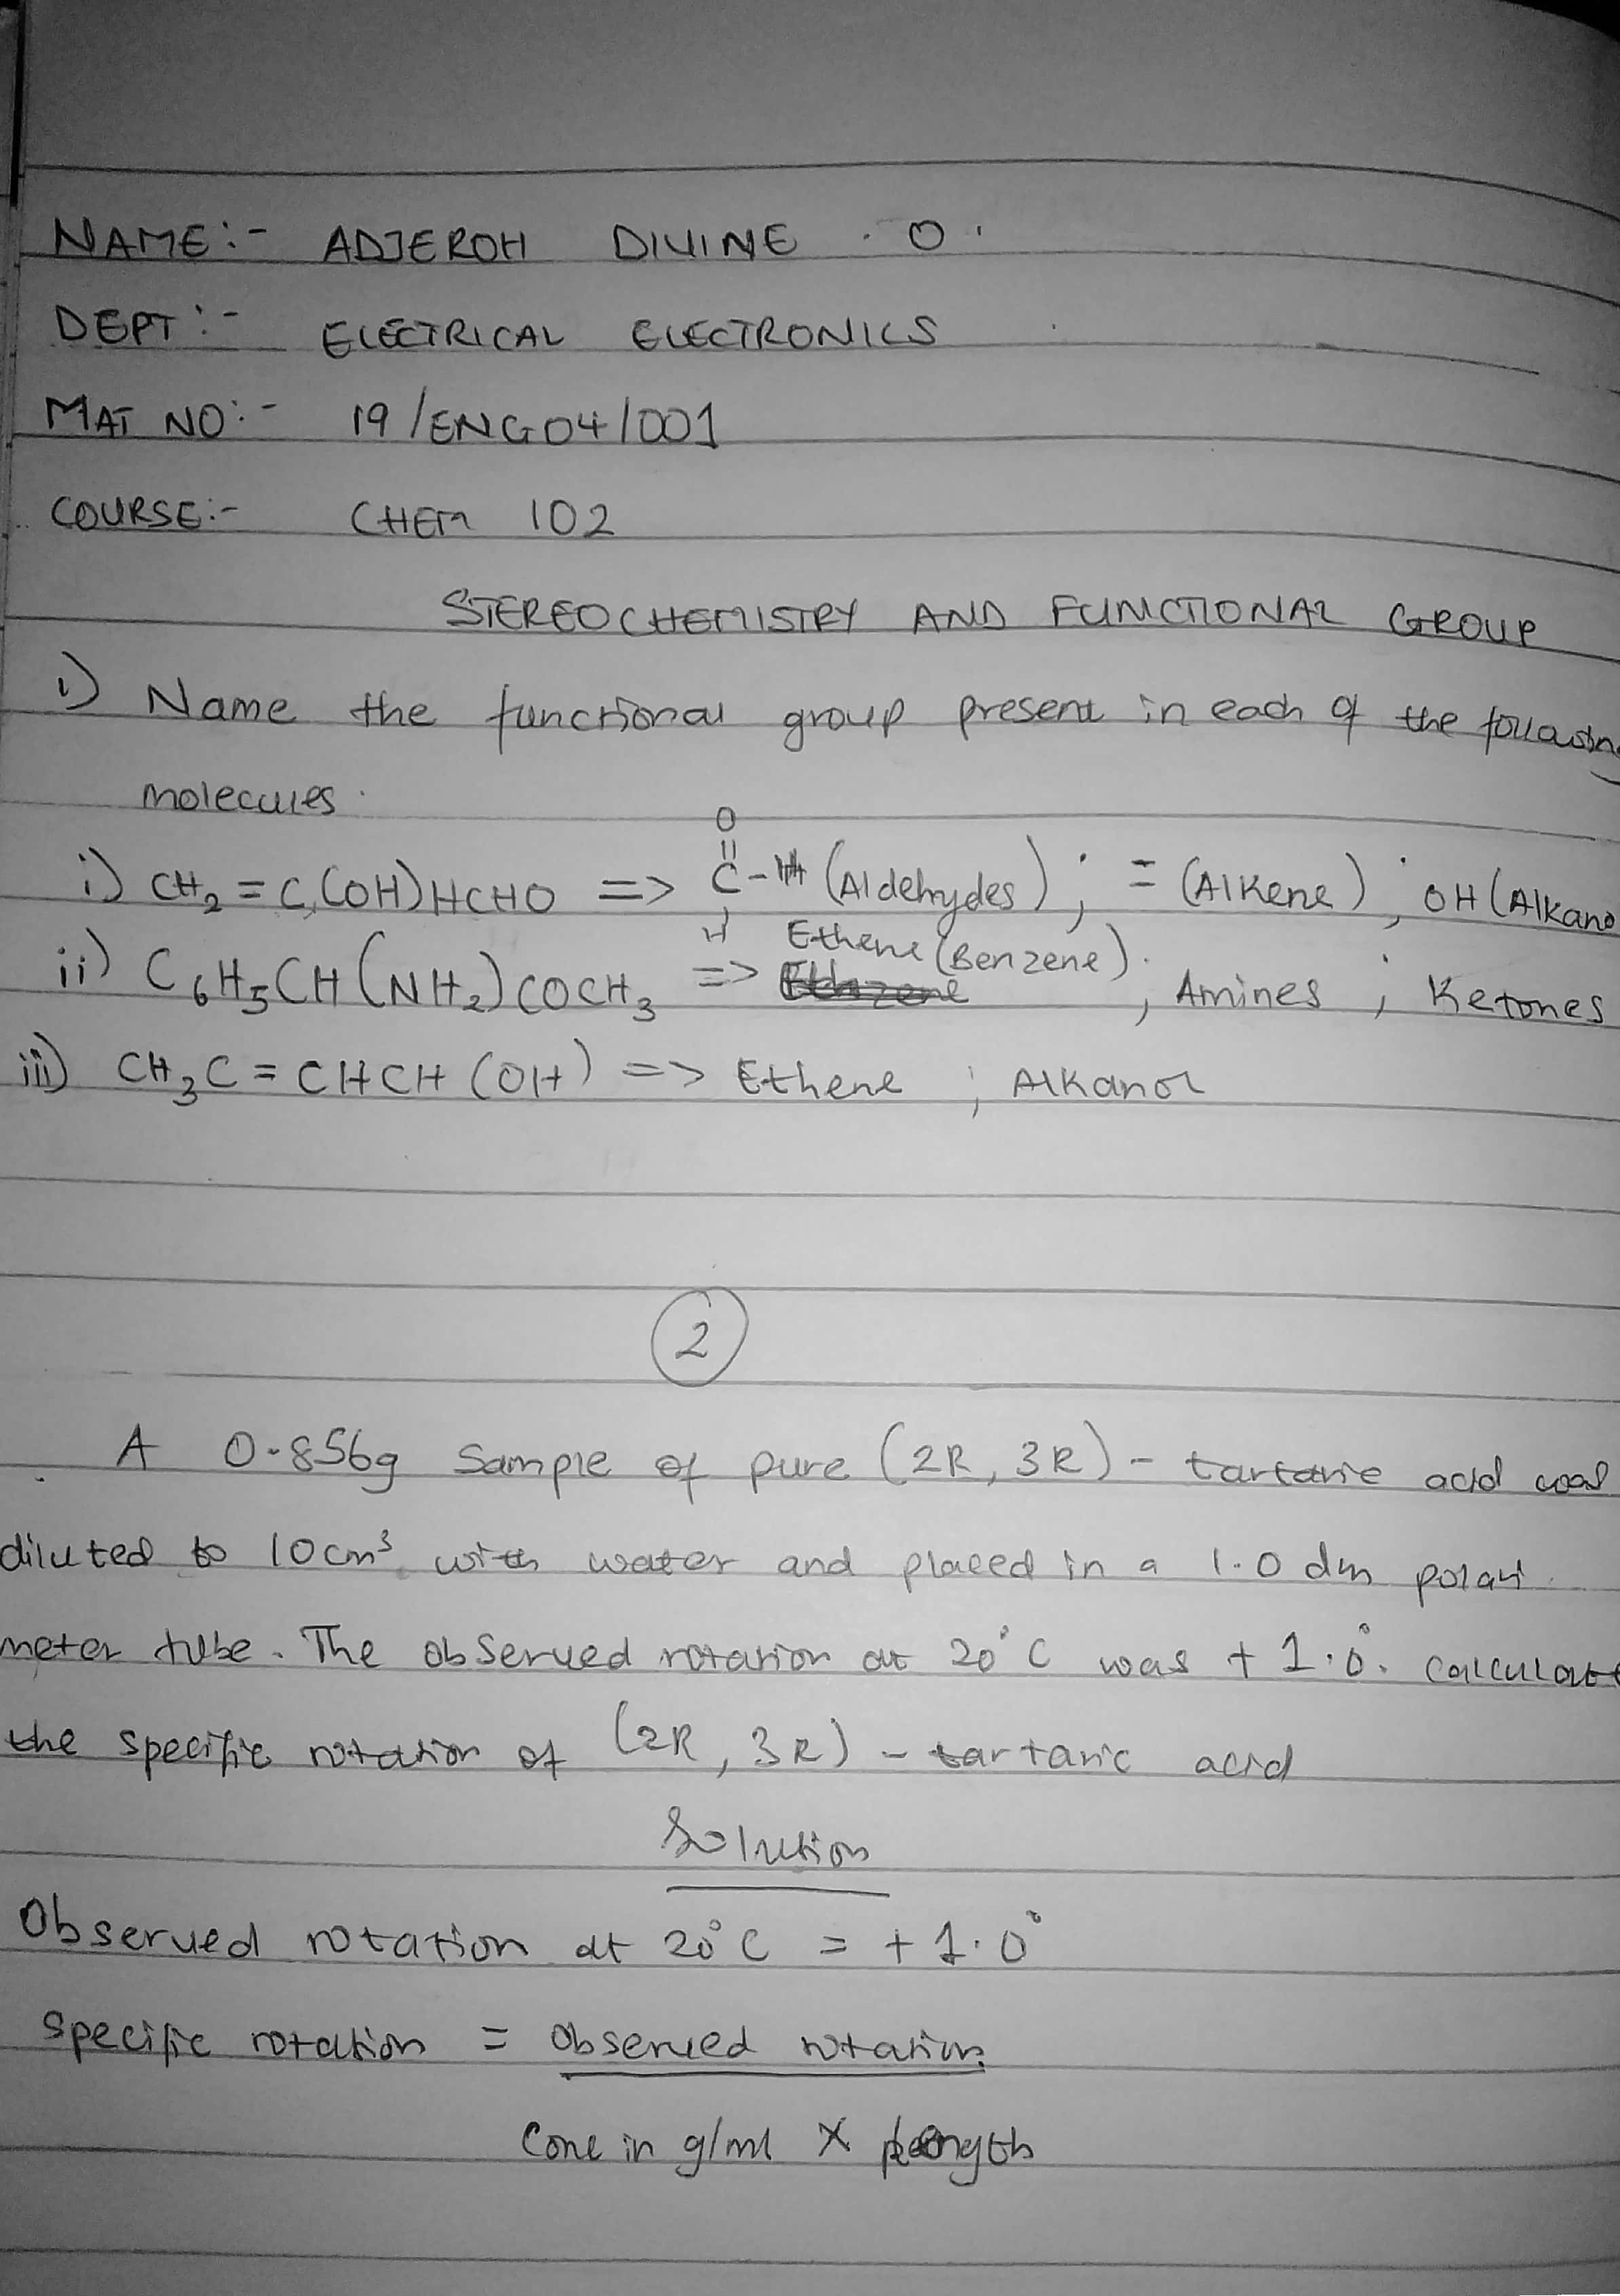 NAME:- ADJEROH DIVINE . O.
DEPT:- ELECTRICAL ELECTRONICS
MAT NO:- 19/ENG04/001
COURSE:- CHEM 102
STEREOCHEMISTRY AND FUNCTIONAL GROUP
1) Name the functional group present in each of the following
molecules.
O
||
i) CH₂=C(OH)HCHO => C-H (Aldehydes); = (Alkene); OH (Alkano
H
Ethene (Benzene).
ii) C₆H₅CH(NH₂)COCH₃ => ; Amines ; Ketones
iii) CH₃C=CHCH(OH) => Ethene ; Alkanol
2
A 0.856g Sample of pure (2R, 3R) - tartaric acid was
diluted to 10cm³ with water and placed in a 1.0 dm polari
meter tube. The observed rotation at 20°C was + 1.0°. Calculate
the specific rotation of (2R, 3R) - tartaric acid
Solution
Observed rotation at 20°C = + 1.0°
Specific rotation = Observed rotation
Conc in g/ml X length